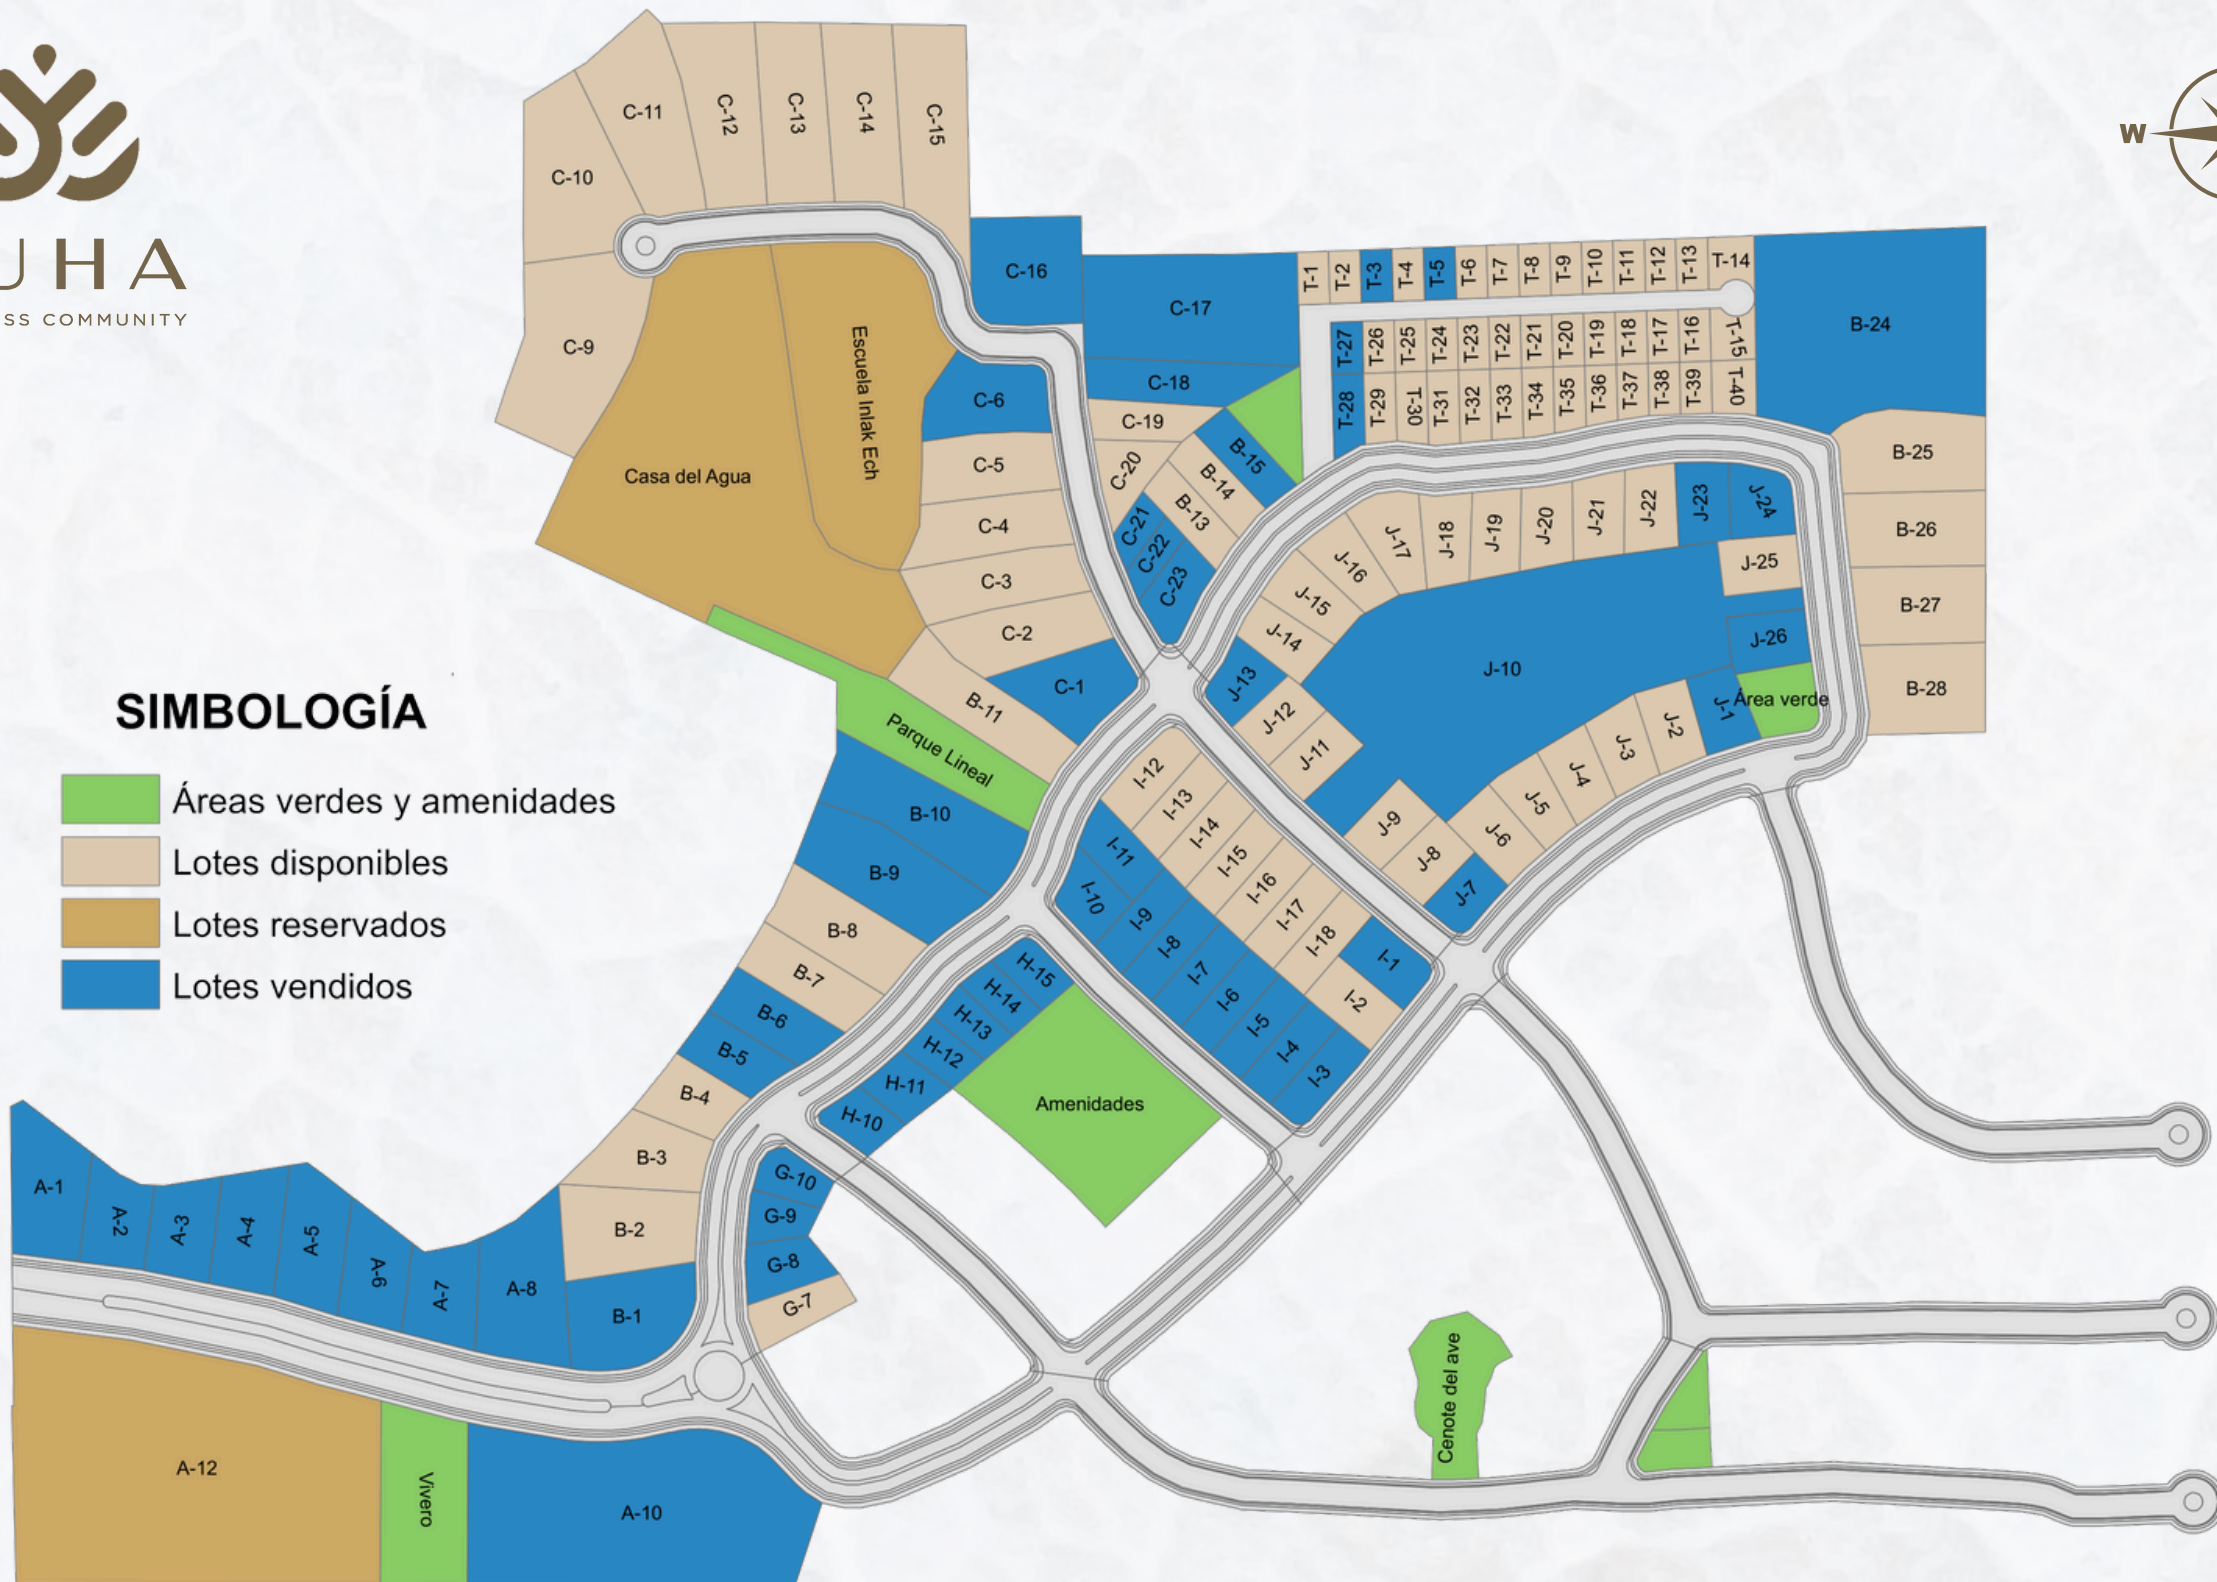 UHA
SS COMMUNITY
W
C-10
C-11
C-12
C-13
C-14
C-15
C-9
C-16
C-17
C-18
C-19
C-20
C-21
C-22
C-23
Casa del Agua
Escuela Inlak Ech
C-6
C-5
C-4
C-3
C-2
C-1
T-1
T-2
T-3
T-4
T-5
T-6
T-7
T-8
T-9
T-10
T-11
T-12
T-13
T-14
T-27
T-26
T-25
T-24
T-23
T-22
T-21
T-20
T-19
T-18
T-17
T-16
T-15
T-28
T-29
T-30
T-31
T-32
T-33
T-34
T-35
T-36
T-37
T-38
T-39
T-40
B-24
B-25
B-26
B-27
B-28
B-15
B-14
B-13
J-17
J-18
J-19
J-20
J-21
J-22
J-23
J-24
J-25
J-26
J-16
J-15
J-14
J-13
J-12
J-11
J-10
Área verde
J-1
J-2
J-3
J-4
J-5
J-6
J-7
J-8
J-9
B-11
Parque Lineal
B-10
B-9
B-8
B-7
B-6
B-5
B-4
B-3
B-2
B-1
I-12
I-13
I-14
I-15
I-16
I-17
I-18
I-1
I-2
I-11
I-10
I-9
I-8
I-7
I-6
I-5
I-4
I-3
H-15
H-14
H-13
H-12
H-11
H-10
Amenidades
G-10
G-9
G-8
G-7
SIMBOLOGÍA
Áreas verdes y amenidades
Lotes disponibles
Lotes reservados
Lotes vendidos
A-1
A-2
A-3
A-4
A-5
A-6
A-7
A-8
A-12
Vivero
A-10
Cenote del ave